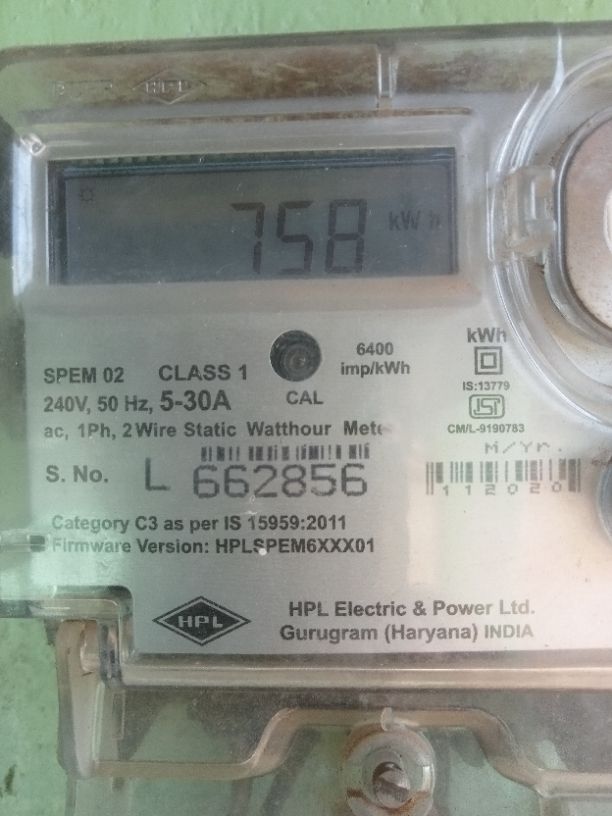 HPL
758 kWh
6400
imp/kWh
kWh
SPEM 02 CLASS 1
CAL
IS:13779
240V, 50 Hz, 5-30A
ISI
CM/L-9190783
ac, 1Ph, 2 Wire Static Watthour
M/Yr.
S. No. L 662856
112020
Category C3 as per IS 15959:2011
Firmware Version: HPLSPEM6XXX01
HPL
HPL Electric & Power Ltd.
Gurugram (Haryana) INDIA